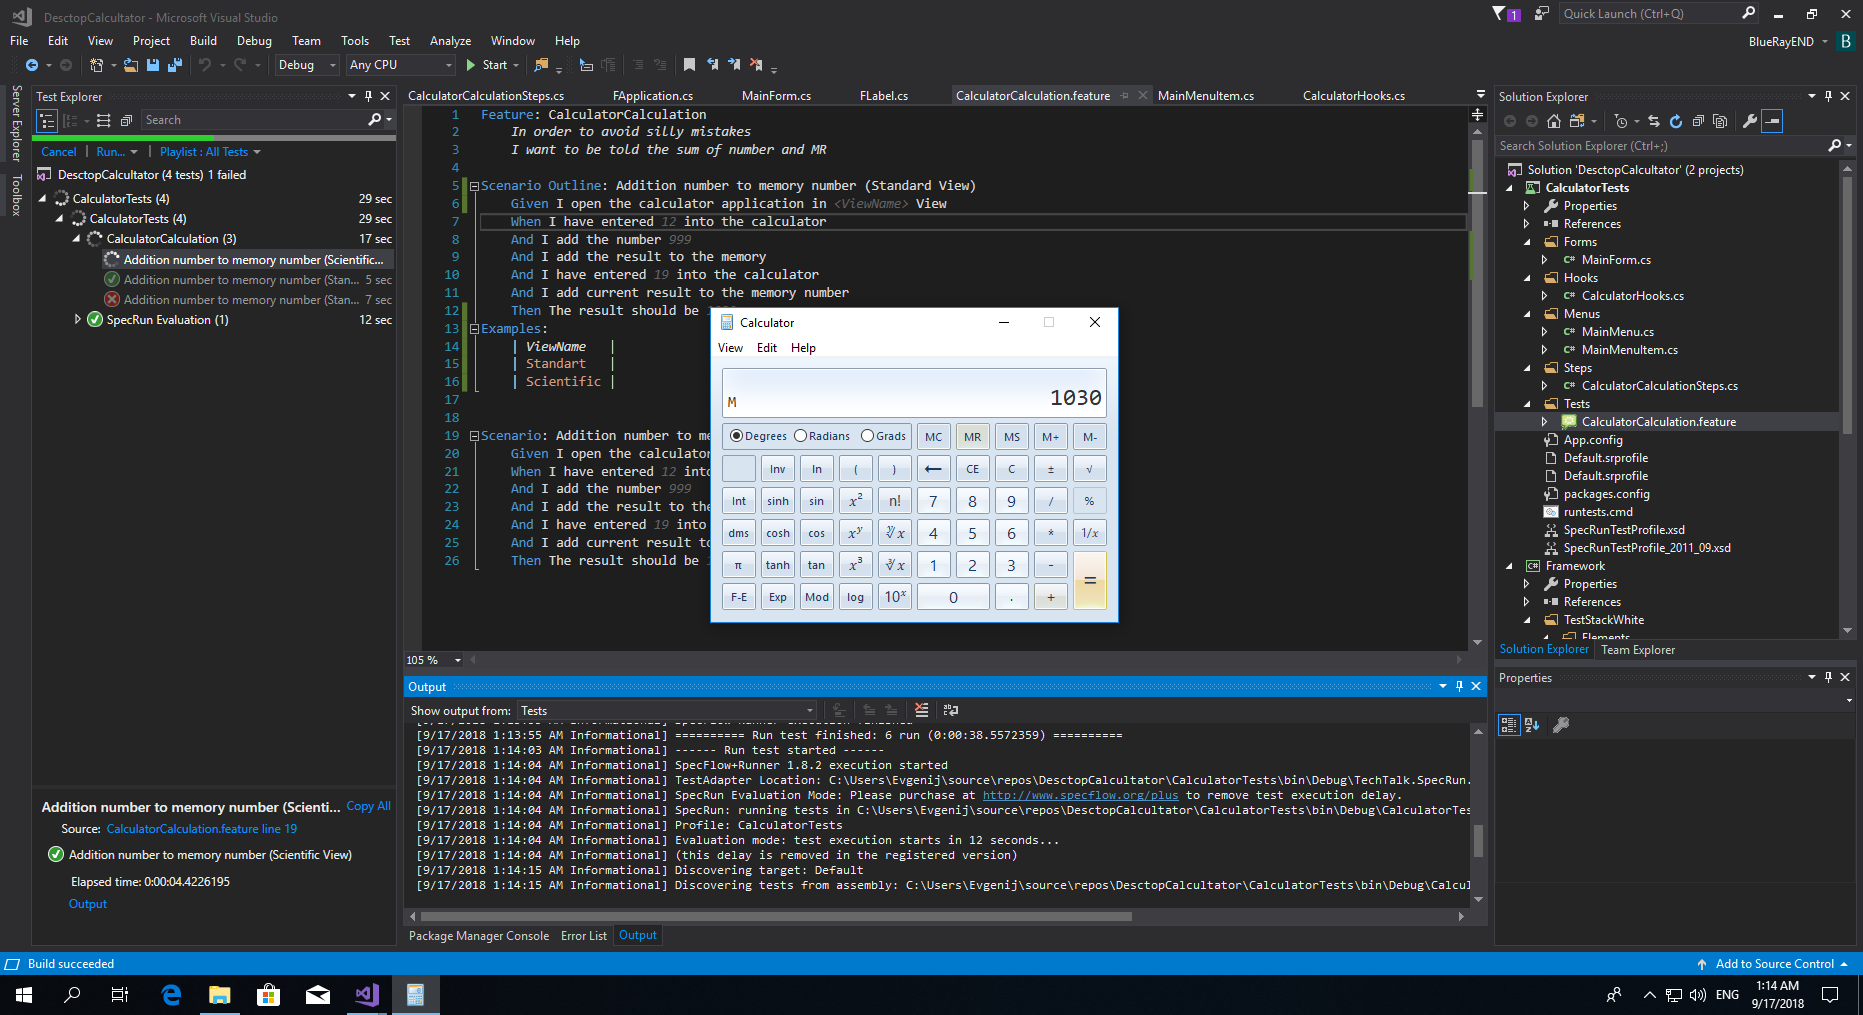 DesctopCalcultator - Microsoft Visual Studio
1
Quick Launch (Ctrl+Q)
File Edit View Project Build Debug Team Tools Test Analyze Window Help
BlueRayEND B
Debug Any CPU Start
Server Explorer
Toolbox
Test Explorer
Search
Cancel | Run... | Playlist : All Tests
DesctopCalcultator (4 tests) 1 failed
CalculatorTests (4) 29 sec
CalculatorTests (4) 29 sec
CalculatorCalculation (3) 17 sec
Addition number to memory number (Scientific...
Addition number to memory number (Stan... 5 sec
Addition number to memory number (Stan... 7 sec
SpecRun Evaluation (1) 12 sec
Addition number to memory number (Scienti... Copy All
Source: CalculatorCalculation.feature line 19
Addition number to memory number (Scientific View)
Elapsed time: 0:00:04.4226195
Output
CalculatorCalculationSteps.cs FApplication.cs MainForm.cs FLabel.cs CalculatorCalculation.feature MainMenuItem.cs CalculatorHooks.cs
1 Feature: CalculatorCalculation
2 In order to avoid silly mistakes
3 I want to be told the sum of number and MR
4
5 Scenario Outline: Addition number to memory number (Standard View)
6 Given I open the calculator application in <ViewName> View
7 When I have entered 12 into the calculator
8 And I add the number 999
9 And I add the result to the memory
10 And I have entered 19 into the calculator
11 And I add current result to the memory number
12 Then The result should be
13 Examples:
14 | ViewName |
15 | Standart |
16 | Scientific |
17
18
19 Scenario: Addition number to me
20 Given I open the calculator
21 When I have entered 12 into
22 And I add the number 999
23 And I add the result to the
24 And I have entered 19 into
25 And I add current result to
26 Then The result should be
105 %
Calculator
View Edit Help
M 1030
Degrees Radians Grads MC MR MS M+ M-
Inv ln ( ) ← CE C ± √
Int sinh sin x² n! 7 8 9 / %
dms cosh cos xʸ ʸ√x 4 5 6 * 1/x
π tanh tan x³ ³√x 1 2 3 - =
F-E Exp Mod log 10ˣ 0 . +
Output
Show output from: Tests
[9/17/2018 1:13:55 AM Informational] ========== Run test finished: 6 run (0:00:38.5572359) ==========
[9/17/2018 1:14:03 AM Informational] ------ Run test started ------
[9/17/2018 1:14:04 AM Informational] SpecFlow+Runner 1.8.2 execution started
[9/17/2018 1:14:04 AM Informational] TestAdapter Location: C:\Users\Evgenij\source\repos\DesctopCalcultator\CalculatorTests\bin\Debug\TechTalk.SpecRun.
[9/17/2018 1:14:04 AM Informational] SpecRun Evaluation Mode: Please purchase at http://www.specflow.org/plus to remove test execution delay.
[9/17/2018 1:14:04 AM Informational] SpecRun: running tests in C:\Users\Evgenij\source\repos\DesctopCalcultator\CalculatorTests\bin\Debug\CalculatorTes
[9/17/2018 1:14:04 AM Informational] Profile: CalculatorTests
[9/17/2018 1:14:04 AM Informational] Evaluation mode: test execution starts in 12 seconds...
[9/17/2018 1:14:04 AM Informational] (this delay is removed in the registered version)
[9/17/2018 1:14:15 AM Informational] Discovering target: Default
[9/17/2018 1:14:15 AM Informational] Discovering tests from assembly: C:\Users\Evgenij\source\repos\DesctopCalcultator\CalculatorTests\bin\Debug\Calcul
Package Manager Console Error List Output
Solution Explorer
Search Solution Explorer (Ctrl+;)
Solution 'DesctopCalcultator' (2 projects)
CalculatorTests
Properties
References
Forms
C# MainForm.cs
Hooks
C# CalculatorHooks.cs
Menus
C# MainMenu.cs
C# MainMenuItem.cs
Steps
C# CalculatorCalculationSteps.cs
Tests
CalculatorCalculation.feature
App.config
Default.srprofile
Default.srprofile
packages.config
runtests.cmd
SpecRunTestProfile.xsd
SpecRunTestProfile_2011_09.xsd
C# Framework
Properties
References
TestStackWhite
Elements
Solution Explorer Team Explorer
Properties
Build succeeded
Add to Source Control
ENG
1:14 AM
9/17/2018